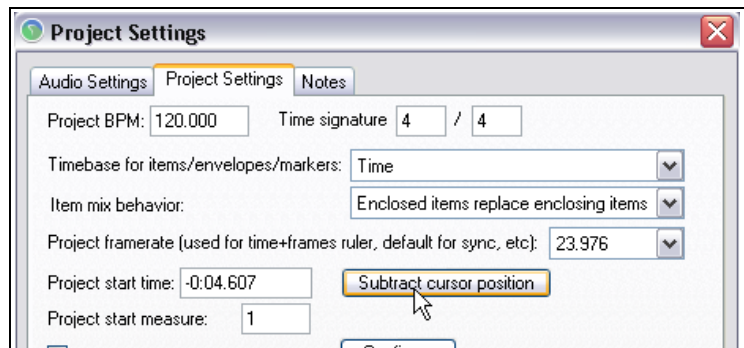 Project Settings
Audio Settings Project Settings Notes
Project BPM: 120.000 Time signature 4 / 4
Timebase for items/envelopes/markers: Time
Item mix behavior: Enclosed items replace enclosing items
Project framerate (used for time+frames ruler, default for sync, etc): 23.976
Project start time: -0:04.607 Subtract cursor position
Project start measure: 1